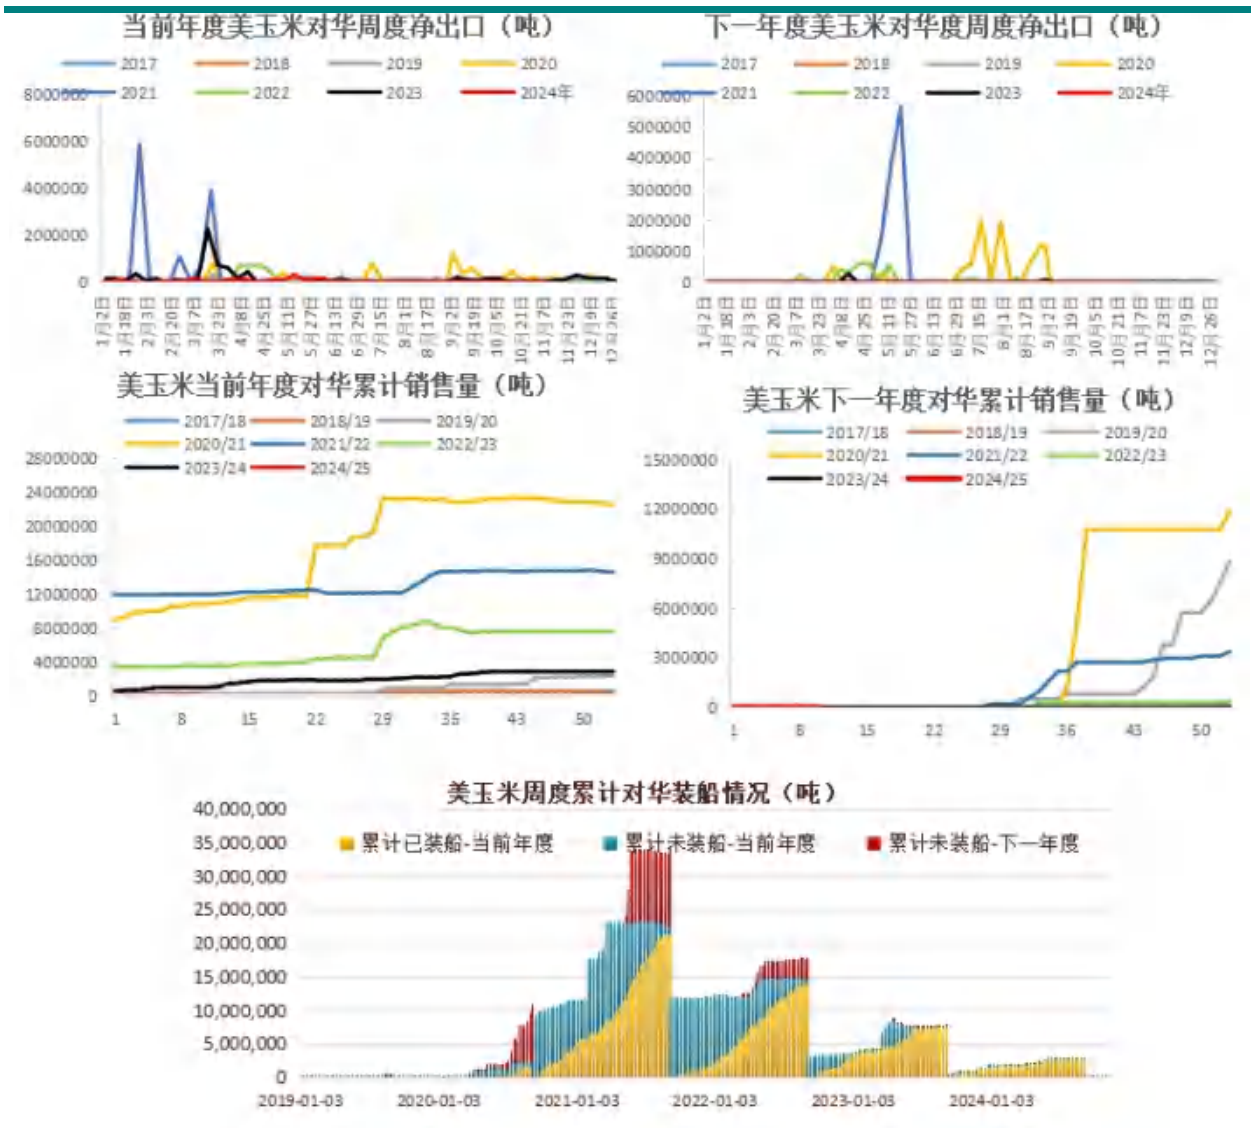 当前年度美玉米对华周度净出口（吨）
2017 2018 2019 2020
2021 2022 2023 2024年
8000000
6000000
4000000
2000000
0
1月2日 1月18日 2月3日 2月20日 3月7日 3月23日 4月8日 4月25日 5月11日 5月27日 6月13日 6月29日 7月15日 8月1日 8月17日 9月2日 9月19日 10月5日 10月21日 11月7日 11月23日 12月9日 12月26日
下一年度美玉米对华度周度净出口（吨）
2017 2018 2019 2020
2021 2022 2023 2024年
6000000
5000000
4000000
3000000
2000000
1000000
0
1月2日 1月18日 2月3日 2月20日 3月7日 3月23日 4月8日 4月25日 5月11日 5月27日 6月13日 6月29日 7月15日 8月1日 8月17日 9月2日 9月19日 10月5日 10月21日 11月7日 11月23日 12月9日 12月26日
美玉米当前年度对华累计销售量（吨）
2017/18 2018/19 2019/20
2020/21 2021/22 2022/23
2023/24 2024/25
28000000
24000000
20000000
16000000
12000000
8000000
4000000
0
1 8 15 22 29 36 43 50
美玉米下一年度对华累计销售量（吨）
2017/18 2018/19 2019/20
2020/21 2021/22 2022/23
2023/24 2024/25
15000000
12000000
9000000
6000000
3000000
0
1 8 15 22 29 36 43 50
美玉米周度累计对华装船情况（吨）
累计已装船-当前年度 累计未装船-当前年度 累计未装船-下一年度
40,000,000
35,000,000
30,000,000
25,000,000
20,000,000
15,000,000
10,000,000
5,000,000
0
2019-01-03 2020-01-03 2021-01-03 2022-01-03 2023-01-03 2024-01-03